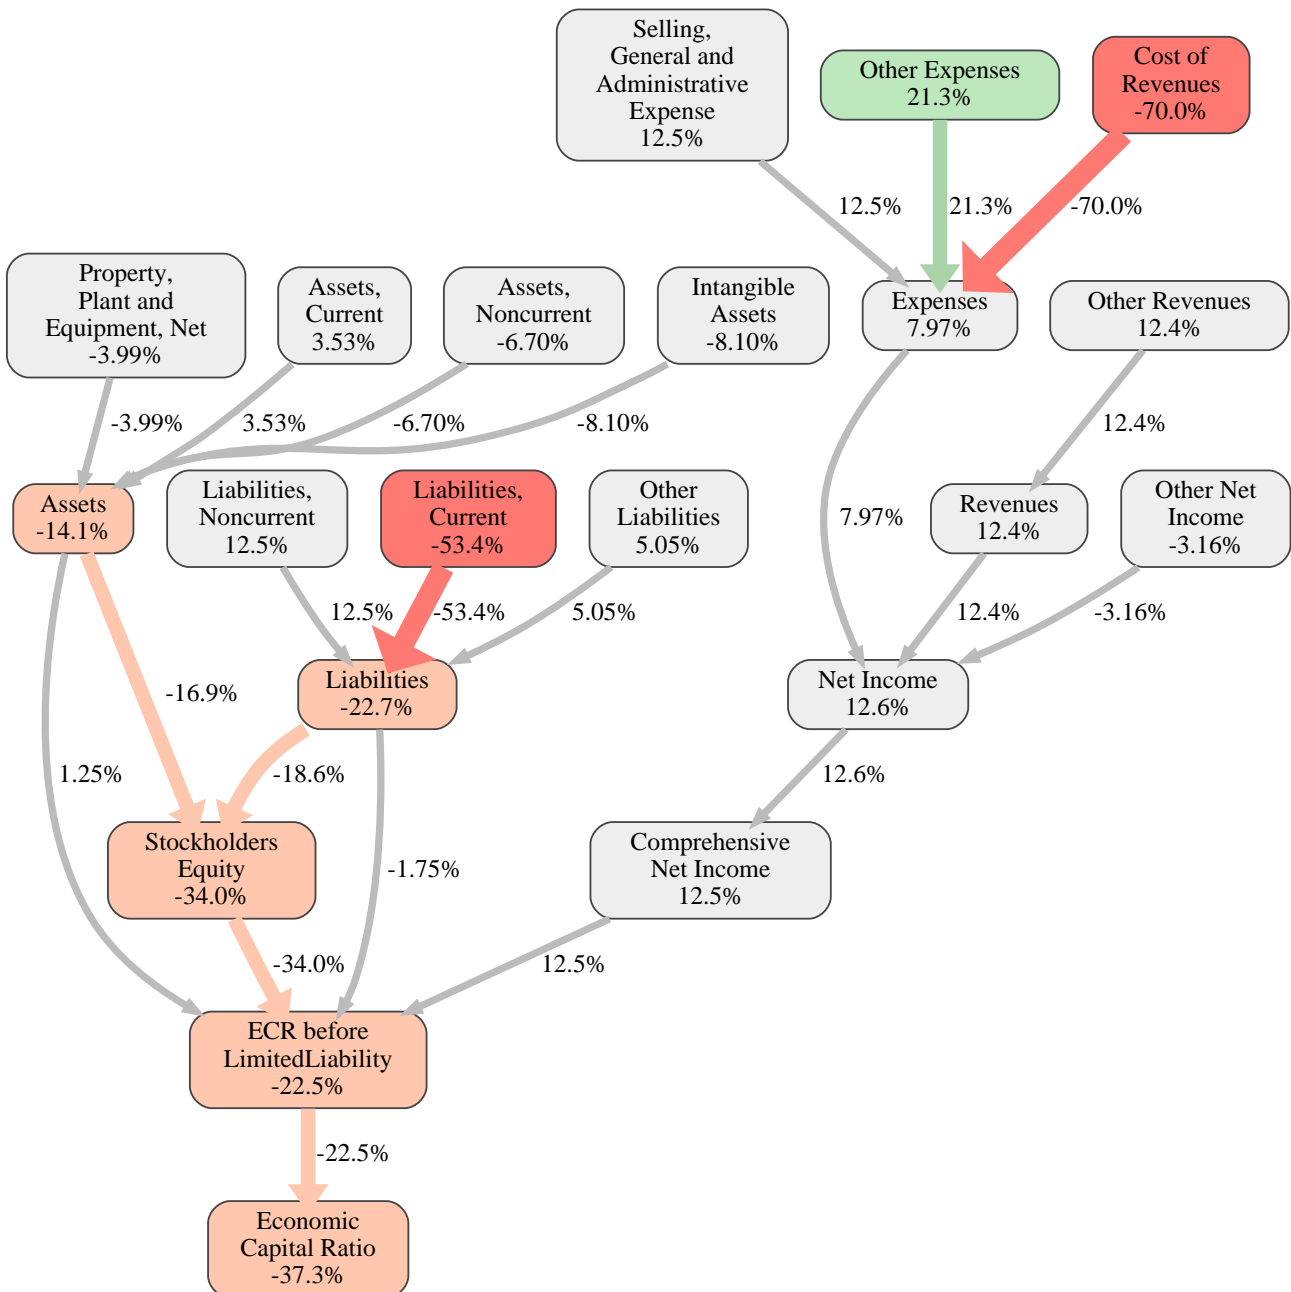 Selling,
General and
Administrative
Expense
12.5%
Other Expenses
21.3%
Cost of
Revenues
-70.0%
12.5%
21.3%
-70.0%
Property,
Plant and
Equipment, Net
-3.99%
Assets,
Current
3.53%
Assets,
Noncurrent
-6.70%
Intangible
Assets
-8.10%
Expenses
7.97%
Other Revenues
12.4%
-3.99%
3.53%
-6.70%
-8.10%
12.4%
Assets
-14.1%
Liabilities,
Noncurrent
12.5%
Liabilities,
Current
-53.4%
Other
Liabilities
5.05%
7.97%
Revenues
12.4%
Other Net
Income
-3.16%
12.5%
-53.4%
5.05%
12.4%
-3.16%
-16.9%
Liabilities
-22.7%
Net Income
12.6%
1.25%
-18.6%
12.6%
Stockholders
Equity
-34.0%
-1.75%
Comprehensive
Net Income
12.5%
-34.0%
12.5%
ECR before
LimitedLiability
-22.5%
-22.5%
Economic
Capital Ratio
-37.3%